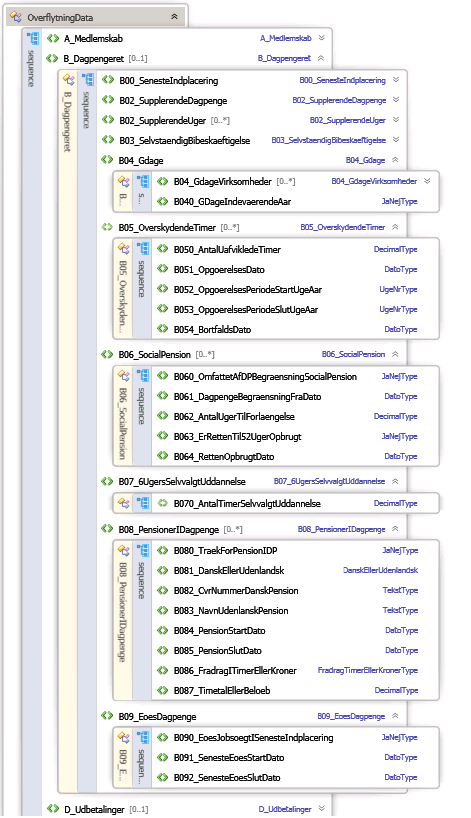 OverflytningData
A_Medlemskab A_Medlemskab
sequence
B_Dagpengeret [0..1] B_Dagpengeret
B_Dagpengeret
sequence
B00_SenesteIndplacering B00_SenesteIndplacering
B02_SupplerendeDagpenge B02_SupplerendeDagpenge
B02_SupplerendeUger [0..*] B02_SupplerendeUger
B03_SelvstaendigBibeskaeftigelse B03_SelvstaendigBibeskaeftigelse
B04_Gdage B04_Gdage
B...
s...
B04_GdageVirksomheder [0..*] B04_GdageVirksomheder
B040_GDageIndevaerendeAar JaNejType
B05_OverskydendeTimer [0..*] B05_OverskydendeTimer
B05_Overskyden...
sequence
B050_AntalUafvikledeTimer DecimalType
B051_OpgoerelsesDato DatoType
B052_OpgoerelsesPeriodeStartUgeAar UgeNrType
B053_OpgoerelsesPeriodeSlutUgeAar UgeNrType
B054_BortfaldsDato DatoType
B06_SocialPension [0..*] B06_SocialPension
B06_SocialPension
sequence
B060_OmfattetAfDPBegraensningSocialPension JaNejType
B061_DagpengeBegraensningFraDato DatoType
B062_AntalUgerTilForlaengelse DecimalType
B063_ErRettenTil52UgerOpbrugt JaNejType
B064_RettenOpbrugtDato DatoType
B07_6UgersSelvvalgtUddannelse B07_6UgersSelvvalgtUddannelse
B070_AntalTimerSelvvalgtUddannelse DecimalType
B08_PensionerIDagpenge [0..*] B08_PensionerIDagpenge
B08_PensionerIDagpenge
sequence
B080_TraekForPensionIDP JaNejType
B081_DanskEllerUdenlandsk DanskEllerUdenlandsk
B082_CvrNummerDanskPension TekstType
B083_NavnUdenlanskPension TekstType
B084_PensionStartDato DatoType
B085_PensionSlutDato DatoType
B086_FradragITimerEllerKroner FradragTimerEllerKronerType
B087_TimetalEllerBeloeb DecimalType
B09_EoesDagpenge B09_EoesDagpenge
B09_E...
sequen...
B090_EoesJobsoegtISenesteIndplacering JaNejType
B091_SenesteEoesStartDato DatoType
B092_SenesteEoesSlutDato DatoType
D_Udbetalinger [0..1] D_Udbetalinger